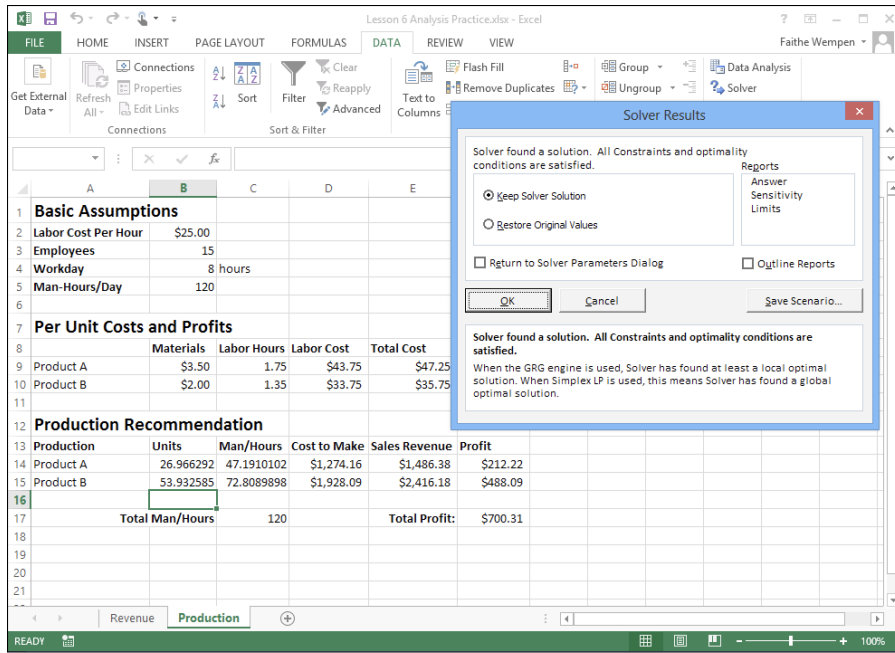 Lesson 6 Analysis Practice.xlsx - Excel
FILE HOME INSERT PAGE LAYOUT FORMULAS DATA REVIEW VIEW Faithe Wempen
Get External Data
Refresh All
Connections
Properties
Edit Links
Connections
Sort
Filter
Clear
Reapply
Advanced
Sort & Filter
Text to Columns
Flash Fill
Remove Duplicates
Group
Ungroup
Data Analysis
Solver
A B C D E
1 Basic Assumptions
2 Labor Cost Per Hour $25.00
3 Employees 15
4 Workday 8 hours
5 Man-Hours/Day 120
6
7 Per Unit Costs and Profits
8 Materials Labor Hours Labor Cost Total Cost
9 Product A $3.50 1.75 $43.75 $47.25
10 Product B $2.00 1.35 $33.75 $35.75
11
12 Production Recommendation
13 Production Units Man/Hours Cost to Make Sales Revenue Profit
14 Product A 26.966292 47.1910102 $1,274.16 $1,486.38 $212.22
15 Product B 53.932585 72.8089898 $1,928.09 $2,416.18 $488.09
16
17 Total Man/Hours 120 Total Profit: $700.31
18
19
20
21
Revenue Production
READY
100%
Solver Results
Solver found a solution. All Constraints and optimality
conditions are satisfied.
Reports
Answer
Sensitivity
Limits
Keep Solver Solution
Restore Original Values
Return to Solver Parameters Dialog
Outline Reports
OK
Cancel
Save Scenario...
Solver found a solution. All Constraints and optimality conditions are
satisfied.
When the GRG engine is used, Solver has found at least a local optimal
solution. When Simplex LP is used, this means Solver has found a global
optimal solution.